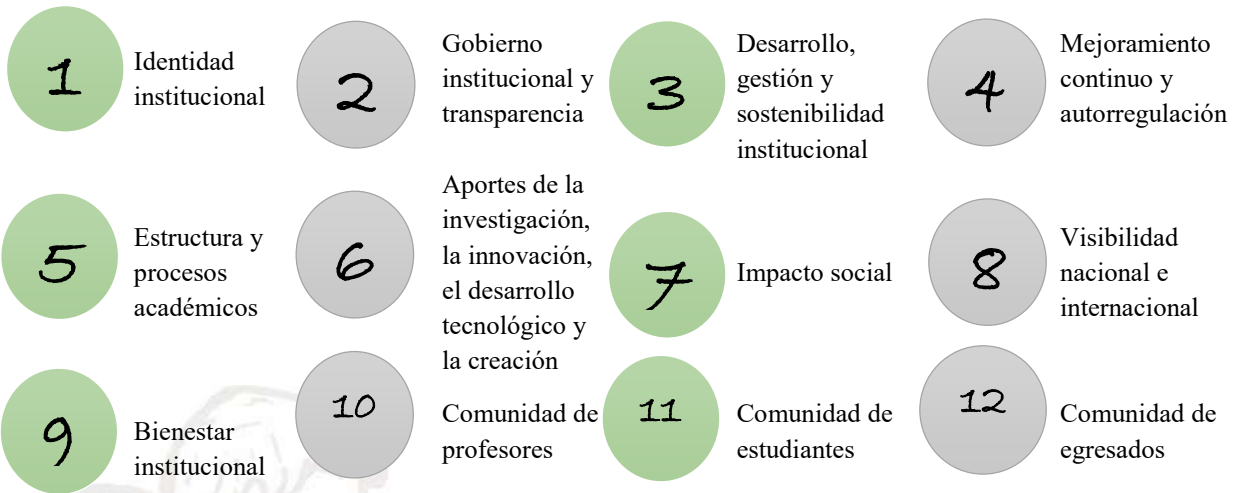 1
Identidad
institucional
2
Gobierno
institucional y
transparencia
3
Desarrollo,
gestión y
sostenibilidad
institucional
4
Mejoramiento
continuo y
autorregulación
5
Estructura y
procesos
académicos
6
Aportes de la
investigación,
la innovación,
el desarrollo
tecnológico y
la creación
7
Impacto social
8
Visibilidad
nacional e
internacional
9
Bienestar
institucional
10
Comunidad de
profesores
11
Comunidad de
estudiantes
12
Comunidad de
egresados